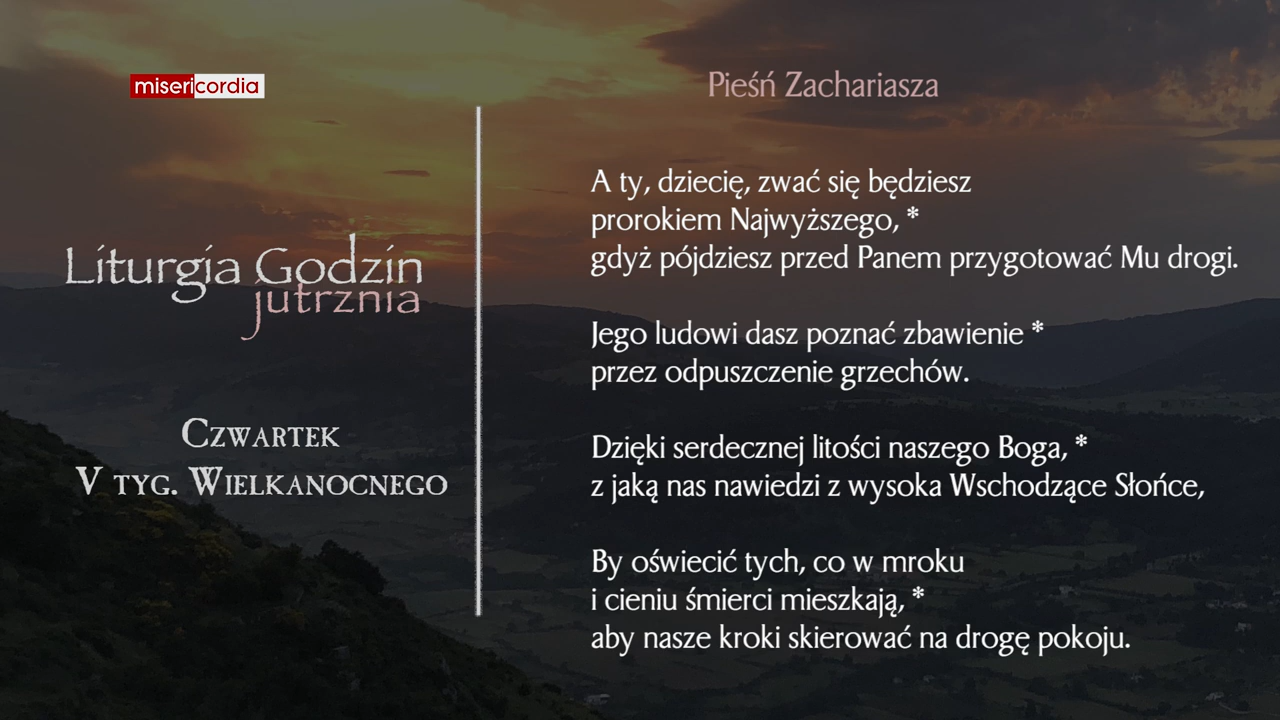 misericordia
Liturgia Godzin
jutrznia
Czwartek
V tyg. Wielkanocnego
Pieśń Zachariasza
A ty, dziecię, zwać się będziesz
prorokiem Najwyższego, *
gdyż pójdziesz przed Panem przygotować Mu drogi.
Jego ludowi dasz poznać zbawienie *
przez odpuszczenie grzechów.
Dzięki serdecznej litości naszego Boga, *
z jaką nas nawiedzi z wysoka Wschodzące Słońce,
By oświecić tych, co w mroku
i cieniu śmierci mieszkają, *
aby nasze kroki skierować na drogę pokoju.